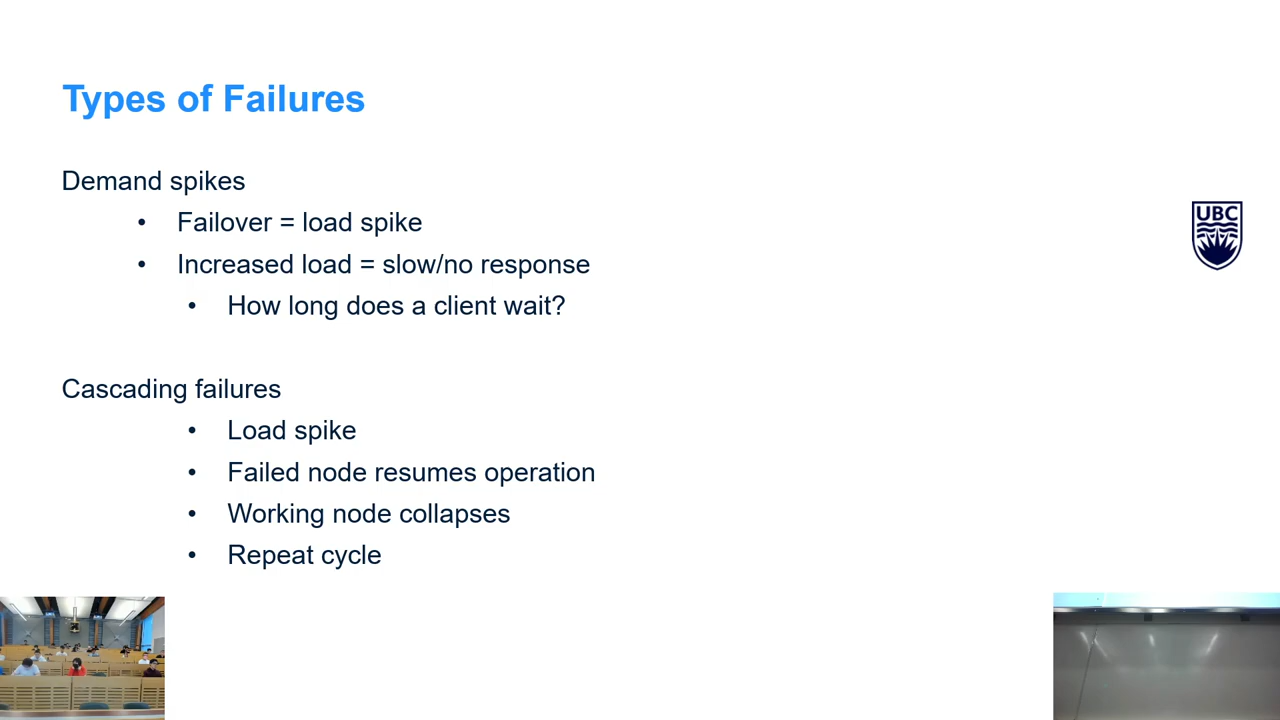 Types of Failures
Demand spikes
• Failover = load spike
• Increased load = slow/no response
• How long does a client wait?
UBC
Cascading failures
• Load spike
• Failed node resumes operation
• Working node collapses
• Repeat cycle